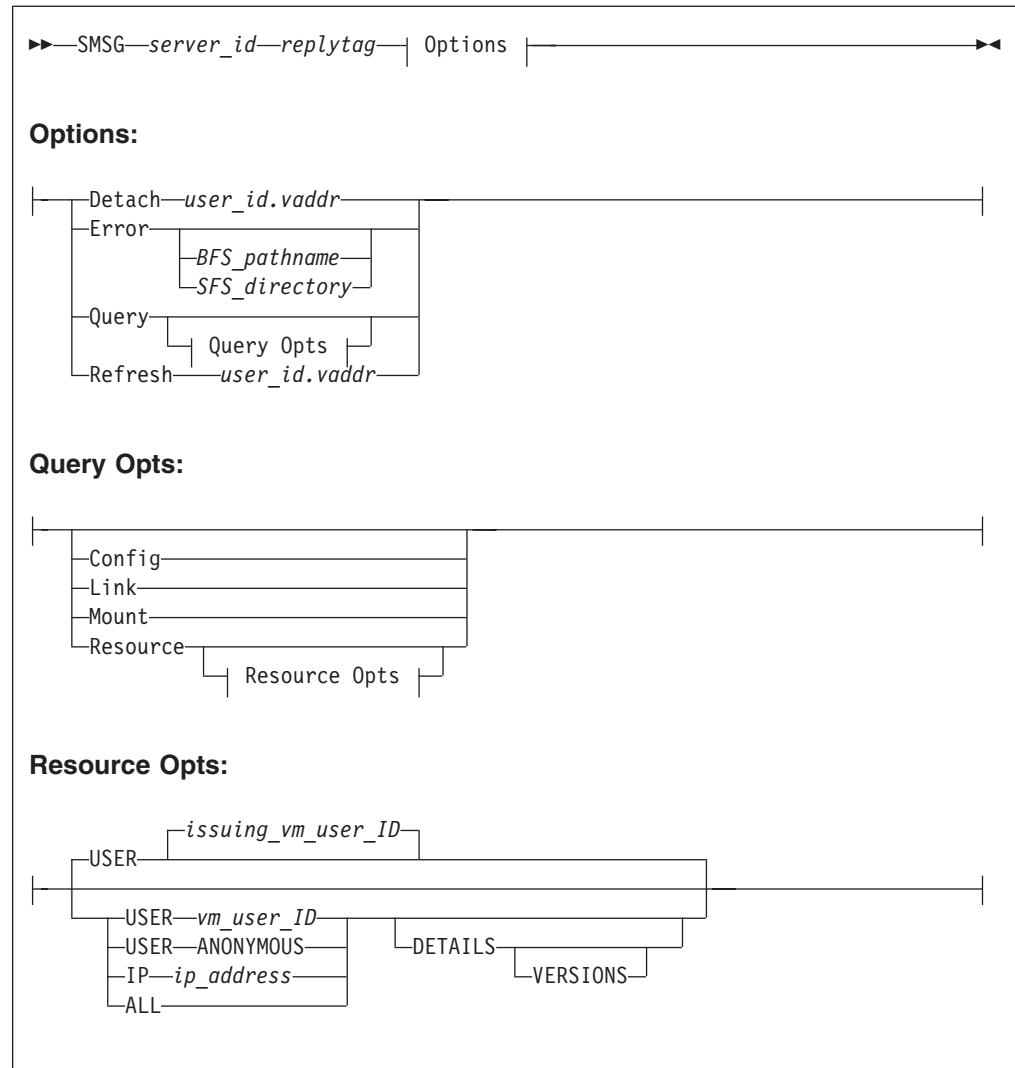 SMSG server_id replytag Options
Options:
Detach user_id.vaddr
Error
BFS_pathname
SFS_directory
Query
Query Opts
Refresh user_id.vaddr
Query Opts:
Config
Link
Mount
Resource
Resource Opts
Resource Opts:
issuing_vm_user_ID
USER
USER vm_user_ID
USER ANONYMOUS DETAILS
IP ip_address VERSIONS
ALL